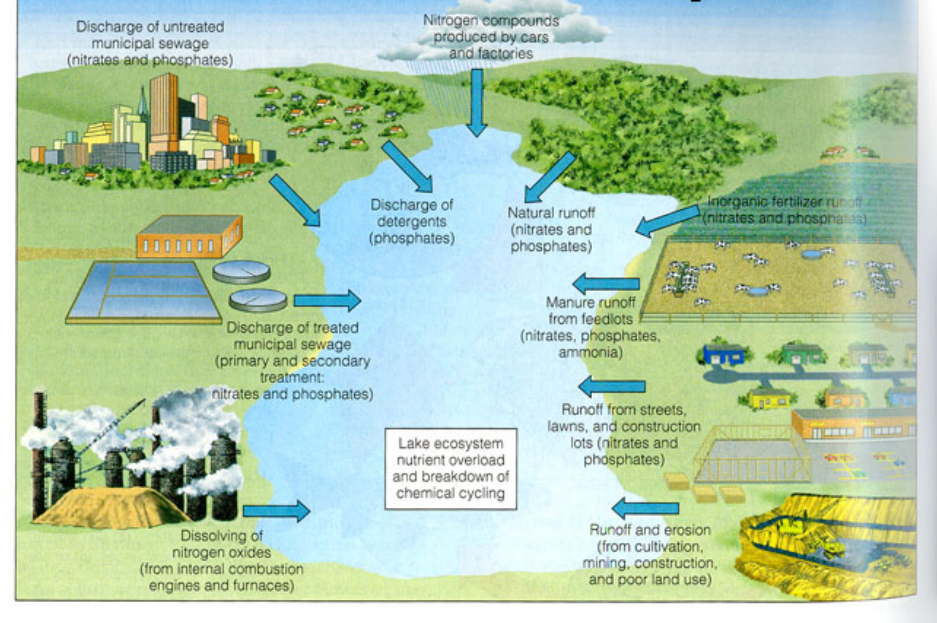 Discharge of untreated
municipal sewage
(nitrates and phosphates)
Nitrogen compounds
produced by cars
and factories
Discharge of
detergents
(phosphates)
Natural runoff
(nitrates and
phosphates)
Inorganic fertilizer runoff
(nitrates and phosphates)
Manure runoff
from feedlots
(nitrates, phosphates,
ammonia)
Discharge of treated
municipal sewage
(primary and secondary
treatment:
nitrates and phosphates)
Runoff from streets,
lawns, and construction
lots (nitrates and
phosphates)
Lake ecosystem
nutrient overload
and breakdown of
chemical cycling
Dissolving of
nitrogen oxides
(from internal combustion
engines and furnaces)
Runoff and erosion
(from cultivation,
mining, construction,
and poor land use)